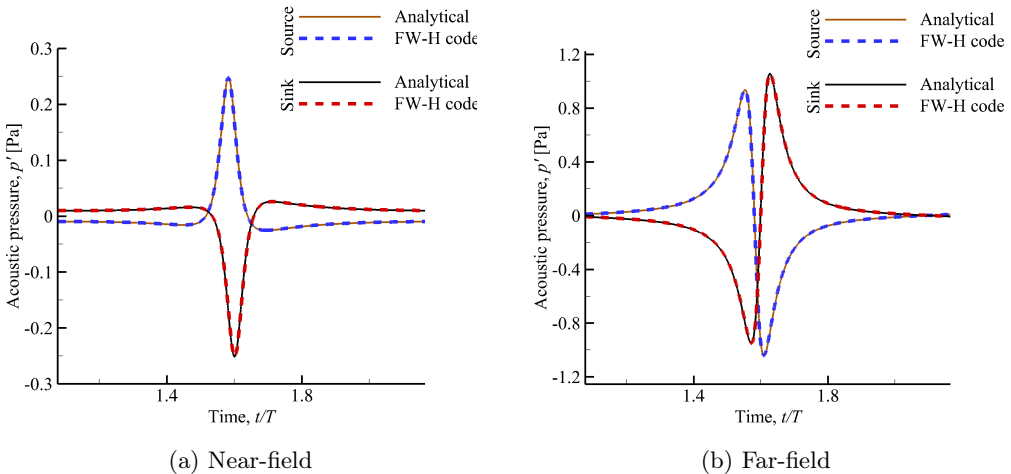 Source
Analytical
FW-H code
Sink
Analytical
FW-H code
0.3
0.2
0.1
0
-0.1
-0.2
-0.3
Acoustic pressure, p' [Pa]
1.4
1.8
Time, t/T
(a) Near-field
Source
Analytical
FW-H code
Sink
Analytical
FW-H code
1.2
0.8
0.4
0
-0.4
-0.8
-1.2
Acoustic pressure, p' [Pa]
1.4
1.8
Time, t/T
(b) Far-field